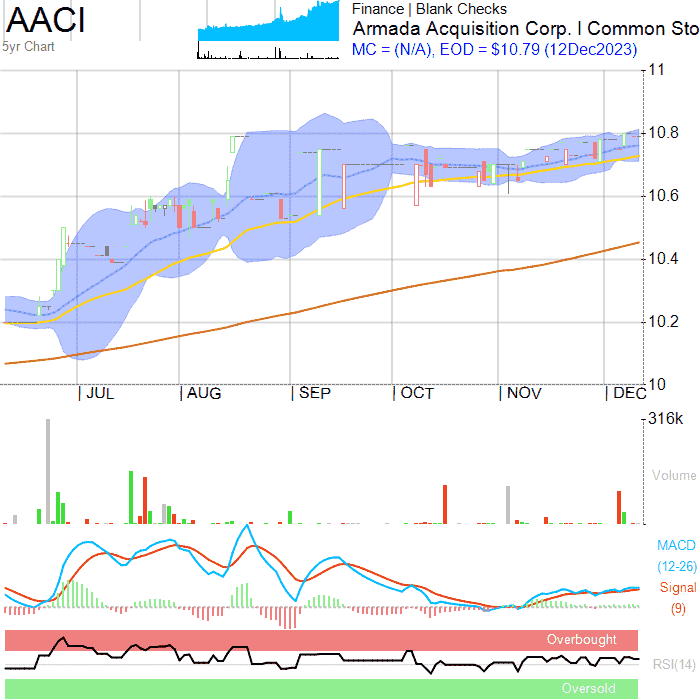 AACI
5yr Chart
Finance | Blank Checks
Armada Acquisition Corp. I Common Sto
MC = (N/A), EOD = $10.79 (12Dec2023)
11
10.8
10.6
10.4
10.2
10
| JUL
| AUG
| SEP
| OCT
| NOV
| DEC
316k
Volume
MACD
(12-26)
Signal
(9)
Overbought
RSI(14)
Oversold